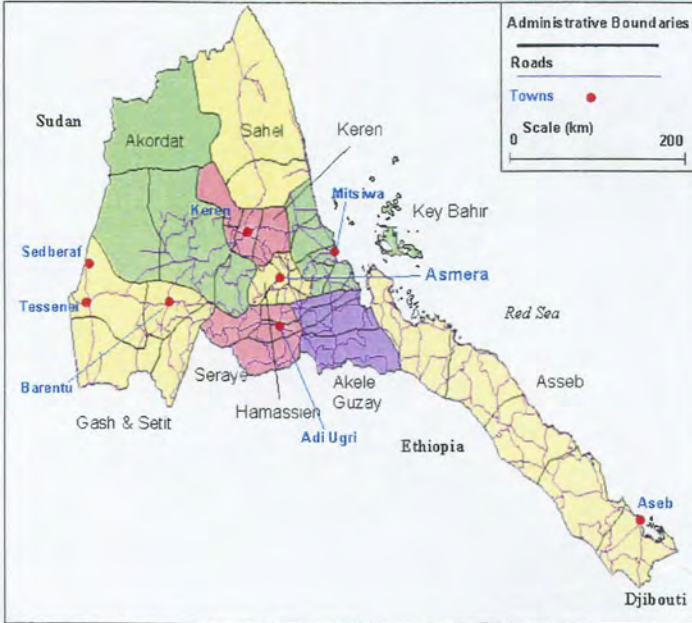 Administrative Boundaries
Roads
Towns
Scale (km)
0 200
Sudan
Akordat
Sahel
Keren
Keren
Mitsiwa
Key Bahir
Sedberaf
Asmera
Tessenei
Red Sea
Barentu
Seraye
Akele
Guzay
Asseb
Gash & Setit
Hamassien
Adi Ugri
Ethiopia
Aseb
Djibouti